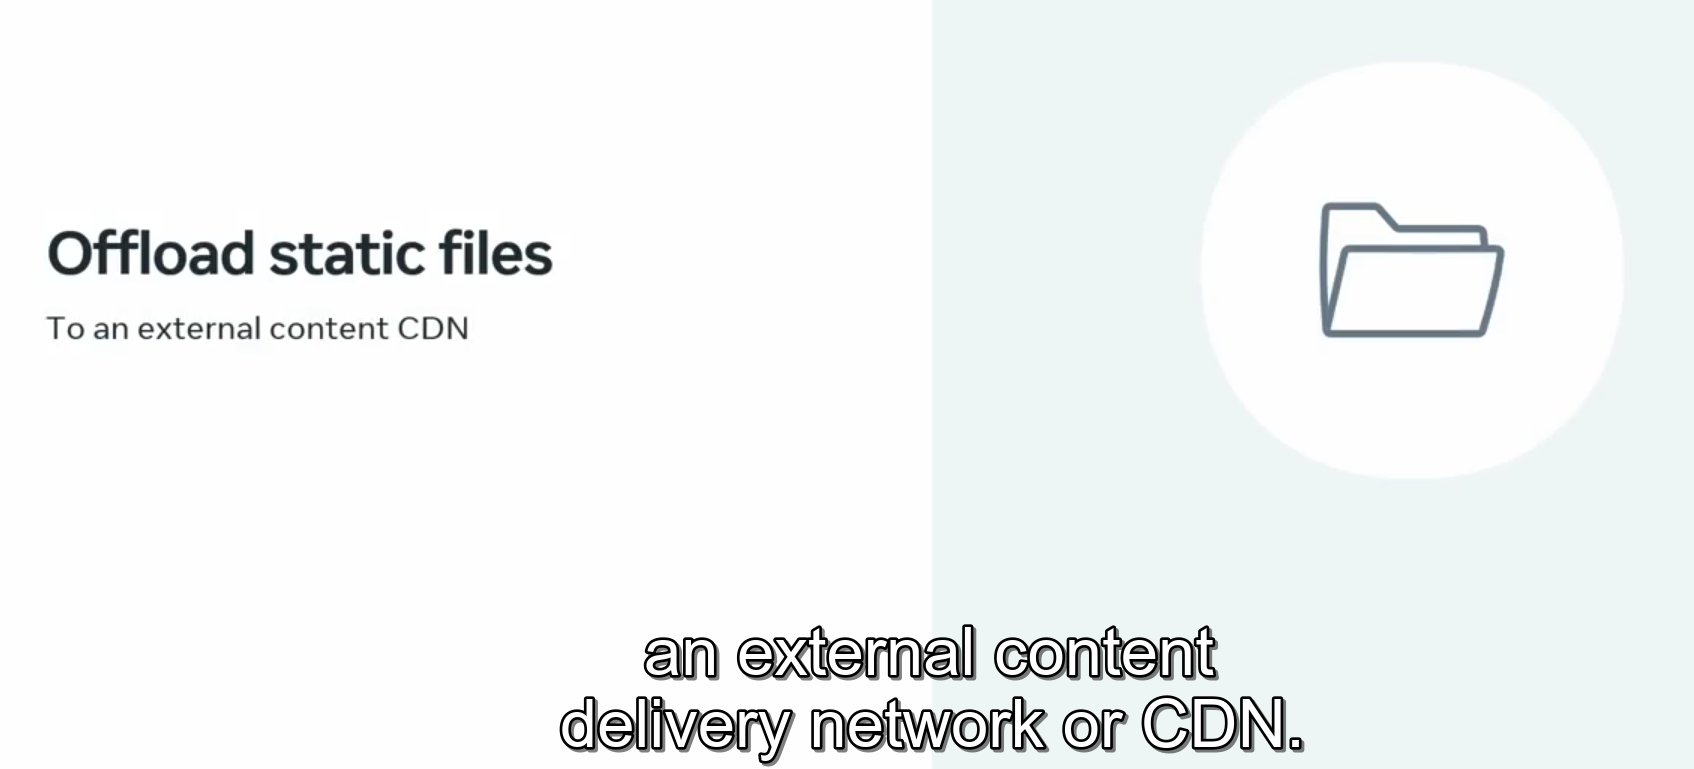 Offload static files
To an external content CDN
an external content
delivery network or CDN.